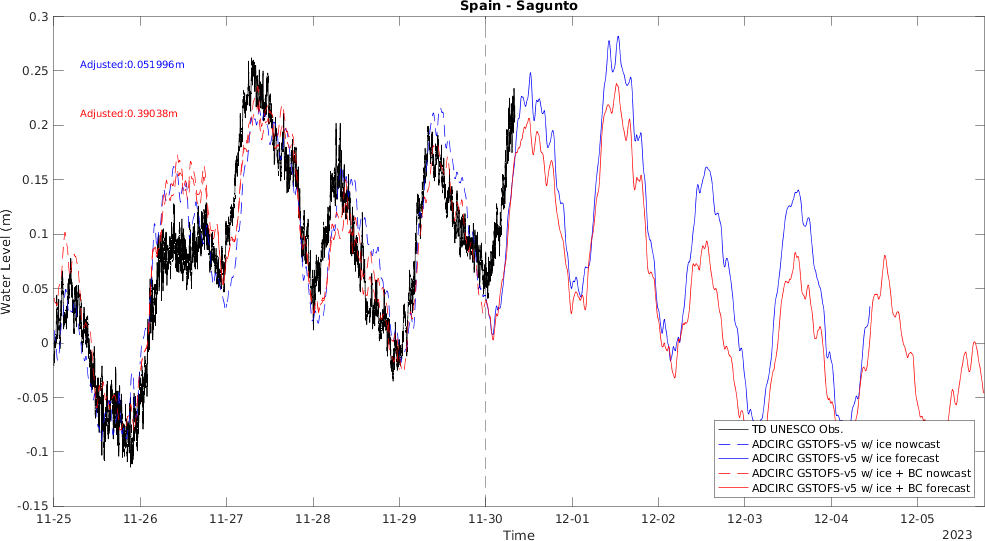 Spain - Sagunto
Adjusted:0.051996m
Adjusted:0.39038m
0.3
0.25
0.2
0.15
0.1
0.05
0
-0.05
-0.1
-0.15
Water Level (m)
11-25 11-26 11-27 11-28 11-29 11-30 12-01 12-02 12-03 12-04 12-05
Time
2023
TD UNESCO Obs.
ADCIRC GSTOFS-v5 w/ ice nowcast
ADCIRC GSTOFS-v5 w/ ice forecast
ADCIRC GSTOFS-v5 w/ ice + BC nowcast
ADCIRC GSTOFS-v5 w/ ice + BC forecast